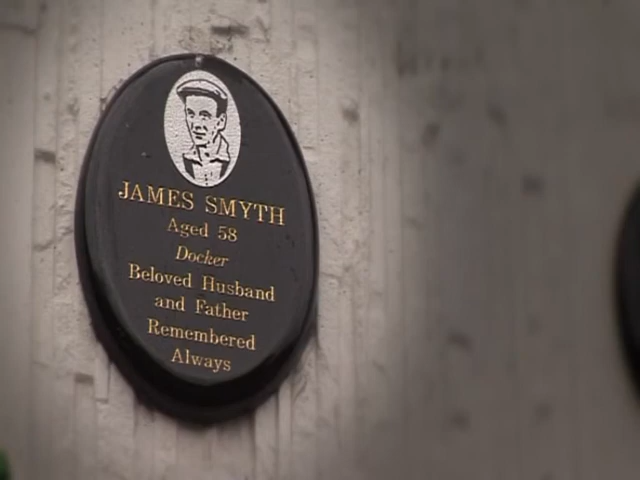 JAMES SMYTH
Aged 58
Docker
Beloved Husband
and Father
Remembered
Always